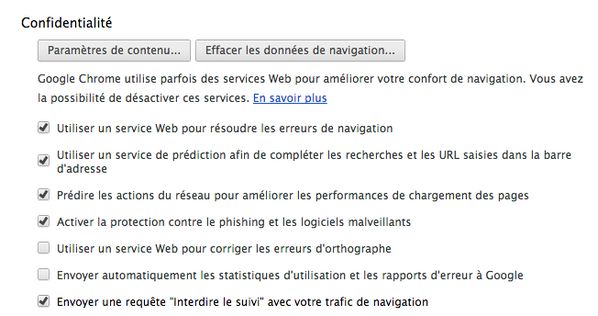 Confidentialité
Paramètres de contenu...
Effacer les données de navigation...
Google Chrome utilise parfois des services Web pour améliorer votre confort de navigation. Vous avez
la possibilité de désactiver ces services. En savoir plus
Utiliser un service Web pour résoudre les erreurs de navigation
Utiliser un service de prédiction afin de compléter les recherches et les URL saisies dans la barre
d'adresse
Prédire les actions du réseau pour améliorer les performances de chargement des pages
Activer la protection contre le phishing et les logiciels malveillants
Utiliser un service Web pour corriger les erreurs d'orthographe
Envoyer automatiquement les statistiques d'utilisation et les rapports d'erreur à Google
Envoyer une requête "Interdire le suivi" avec votre trafic de navigation